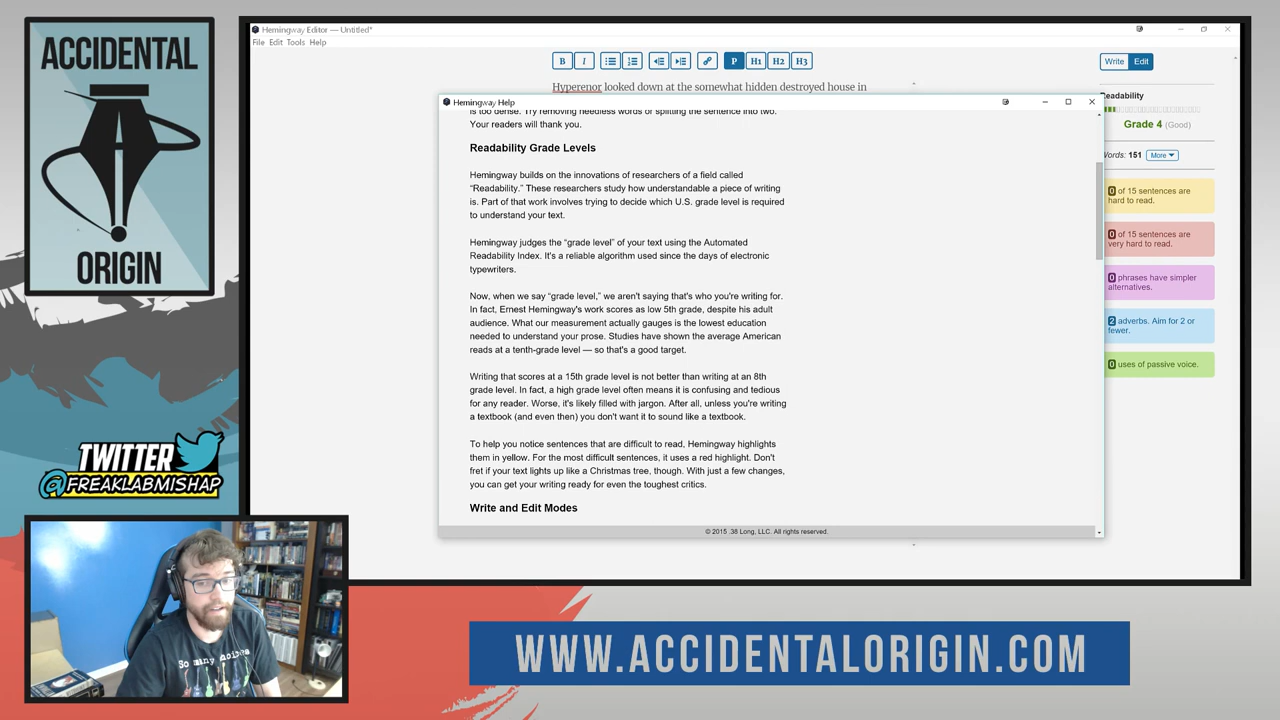 ACCIDENTAL
ORIGIN
TWITTER
@FREAKLABMISHAP
Hemingway Editor — Untitled*
File Edit Tools Help
B I P H1 H2 H3
Write Edit
Hyperenor looked down at the somewhat hidden destroyed house in
Hemingway Help
is too dense. Try removing needless words or splitting the sentence into two.
Your readers will thank you.
Readability Grade Levels
Hemingway builds on the innovations of researchers of a field called
“Readability.” These researchers study how understandable a piece of writing
is. Part of that work involves trying to decide which U.S. grade level is required
to understand your text.
Hemingway judges the “grade level” of your text using the Automated
Readability Index. It's a reliable algorithm used since the days of electronic
typewriters.
Now, when we say “grade level,” we aren't saying that's who you're writing for.
In fact, Ernest Hemingway's work scores as low 5th grade, despite his adult
audience. What our measurement actually gauges is the lowest education
needed to understand your prose. Studies have shown the average American
reads at a tenth-grade level — so that's a good target.
Writing that scores at a 15th grade level is not better than writing at an 8th
grade level. In fact, a high grade level often means it is confusing and tedious
for any reader. Worse, it's likely filled with jargon. After all, unless you're writing
a textbook (and even then) you don't want it to sound like a textbook.
To help you notice sentences that are difficult to read, Hemingway highlights
them in yellow. For the most difficult sentences, it uses a red highlight. Don't
fret if your text lights up like a Christmas tree, though. With just a few changes,
you can get your writing ready for even the toughest critics.
Write and Edit Modes
© 2015 .38 Long, LLC. All rights reserved.
Readability
Grade 4 (Good)
Words: 151 More
0 of 15 sentences are
hard to read.
0 of 15 sentences are
very hard to read.
0 phrases have simpler
alternatives.
2 adverbs. Aim for 2 or
fewer.
0 uses of passive voice.
So many
WWW.ACCIDENTALORIGIN.COM